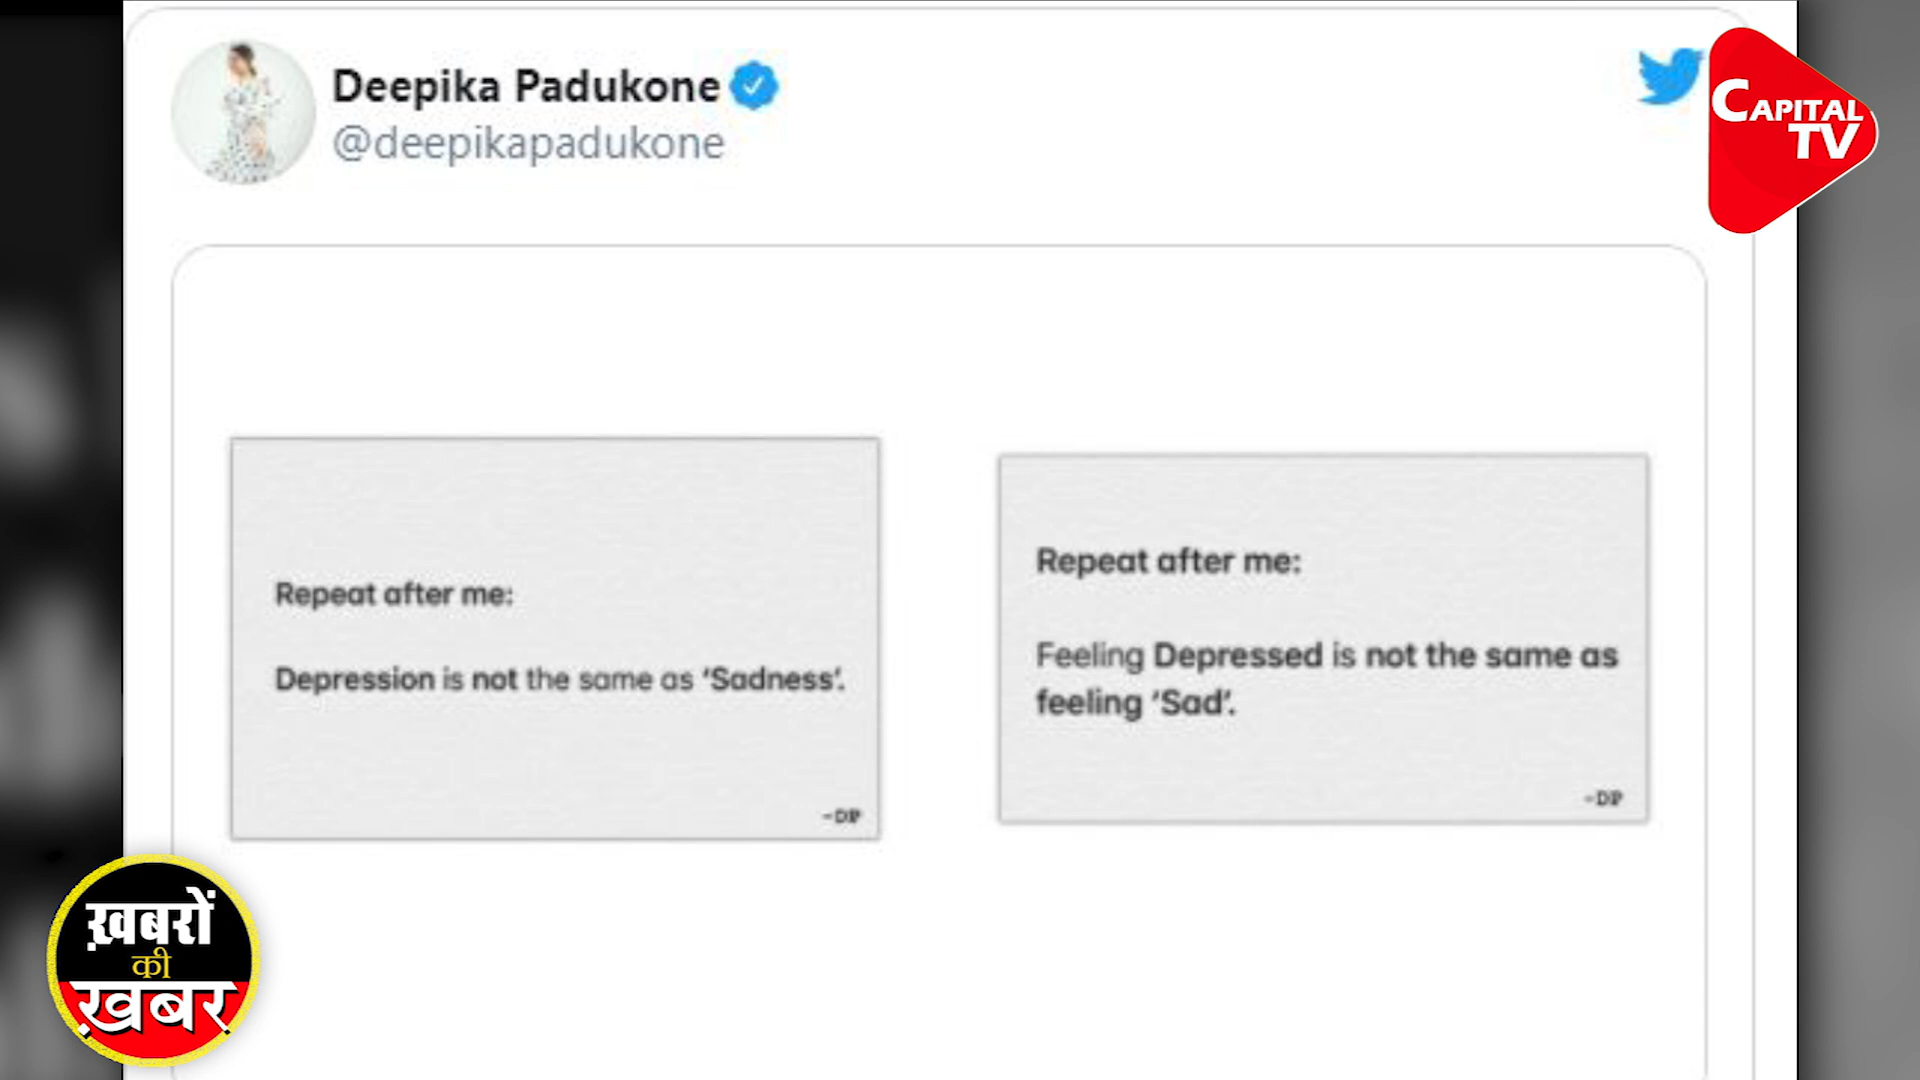 Deepika Padukone
@deepikapadukone
CAPITAL
TV
Repeat after me:
Depression is not the same as ‘Sadness’.
-DP
Repeat after me:
Feeling Depressed is not the same as
feeling ‘Sad’.
-DP
ख़बरों
की
ख़बर